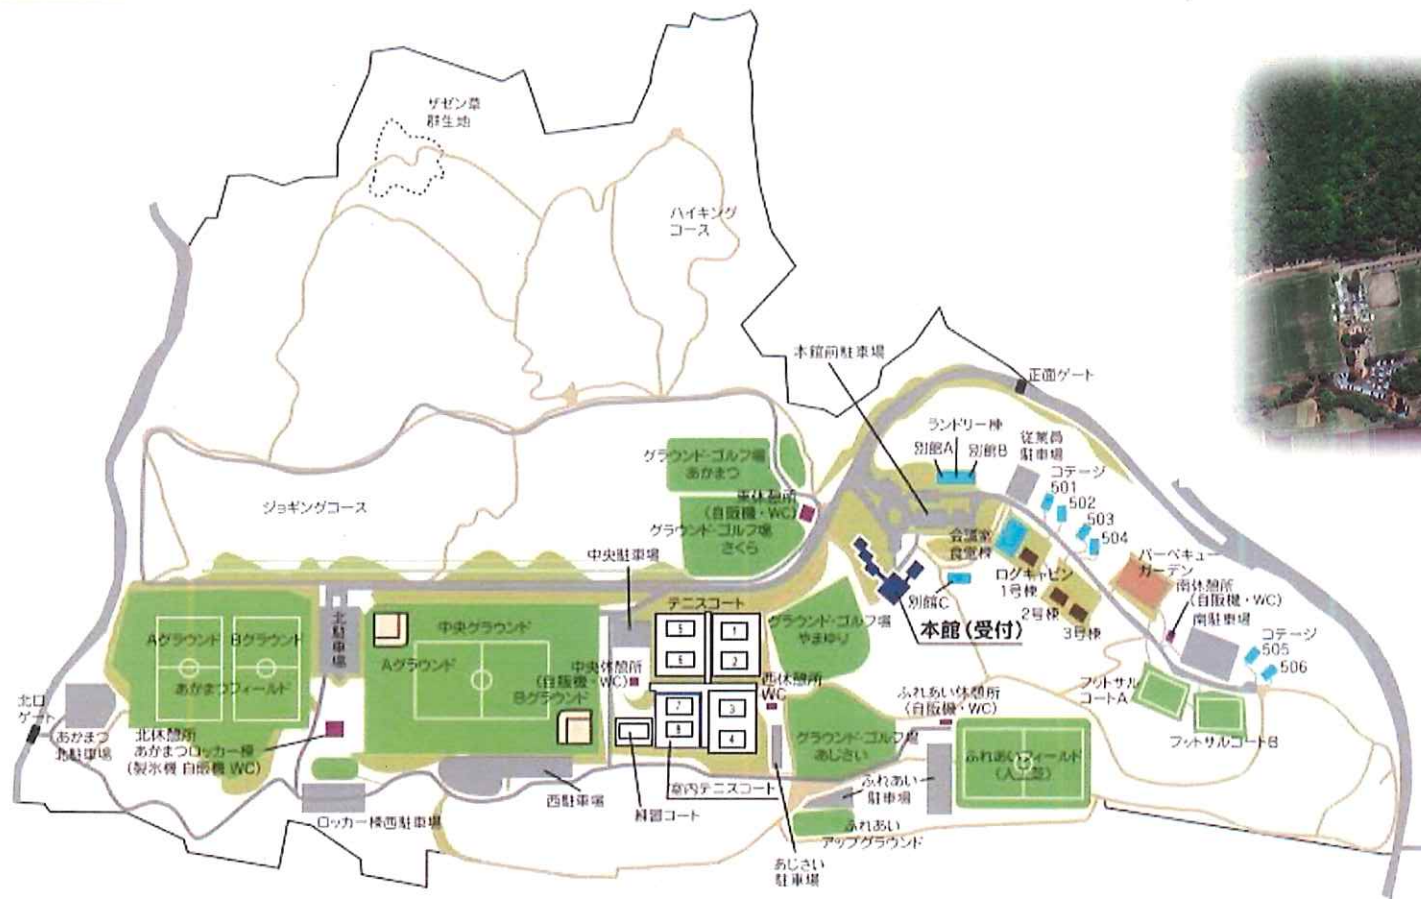 ザゼン草
群生地
ハイキング
コース
本館前駐車場
正面ゲート
ランドリー棟
別館A
別館B
従業員
駐車場
コテージ
501
502
503
504
グラウンド・ゴルフ場
あかまつ
ジョギングコース
東休憩所
(自販機・WC)
グラウンド・ゴルフ場
さくら
中央駐車場
会議室
食堂棟
ログキャビン
1号棟
2号棟
3号棟
バーベキュー
ガーデン
南休憩所
(自販機・WC)
南駐車場
コテージ
505
506
別館C
本館(受付)
テニスコート
5
1
6
2
7
3
8
4
グラウンド・ゴルフ場
やまゆり
Aグラウンド
Bグラウンド
あかまつフィールド
北駐車場
中央グラウンド
Aグラウンド
Bグラウンド
中央休憩所
(自販機・WC)
西休憩所
WC
ふれあい休憩所
(自販機・WC)
フットサル
コートA
フットサルコートB
北口
ゲート
あかまつ
北駐車場
北休憩所
あかまつロッカー棟
(製氷機 自販機 WC)
グラウンド・ゴルフ場
あじさい
ふれあいフィールド
(人工芝)
室内テニスコート
ふれあい
駐車場
西駐車場
練習コート
ロッカー棟西駐車場
ふれあい
アップグラウンド
あじさい
駐車場